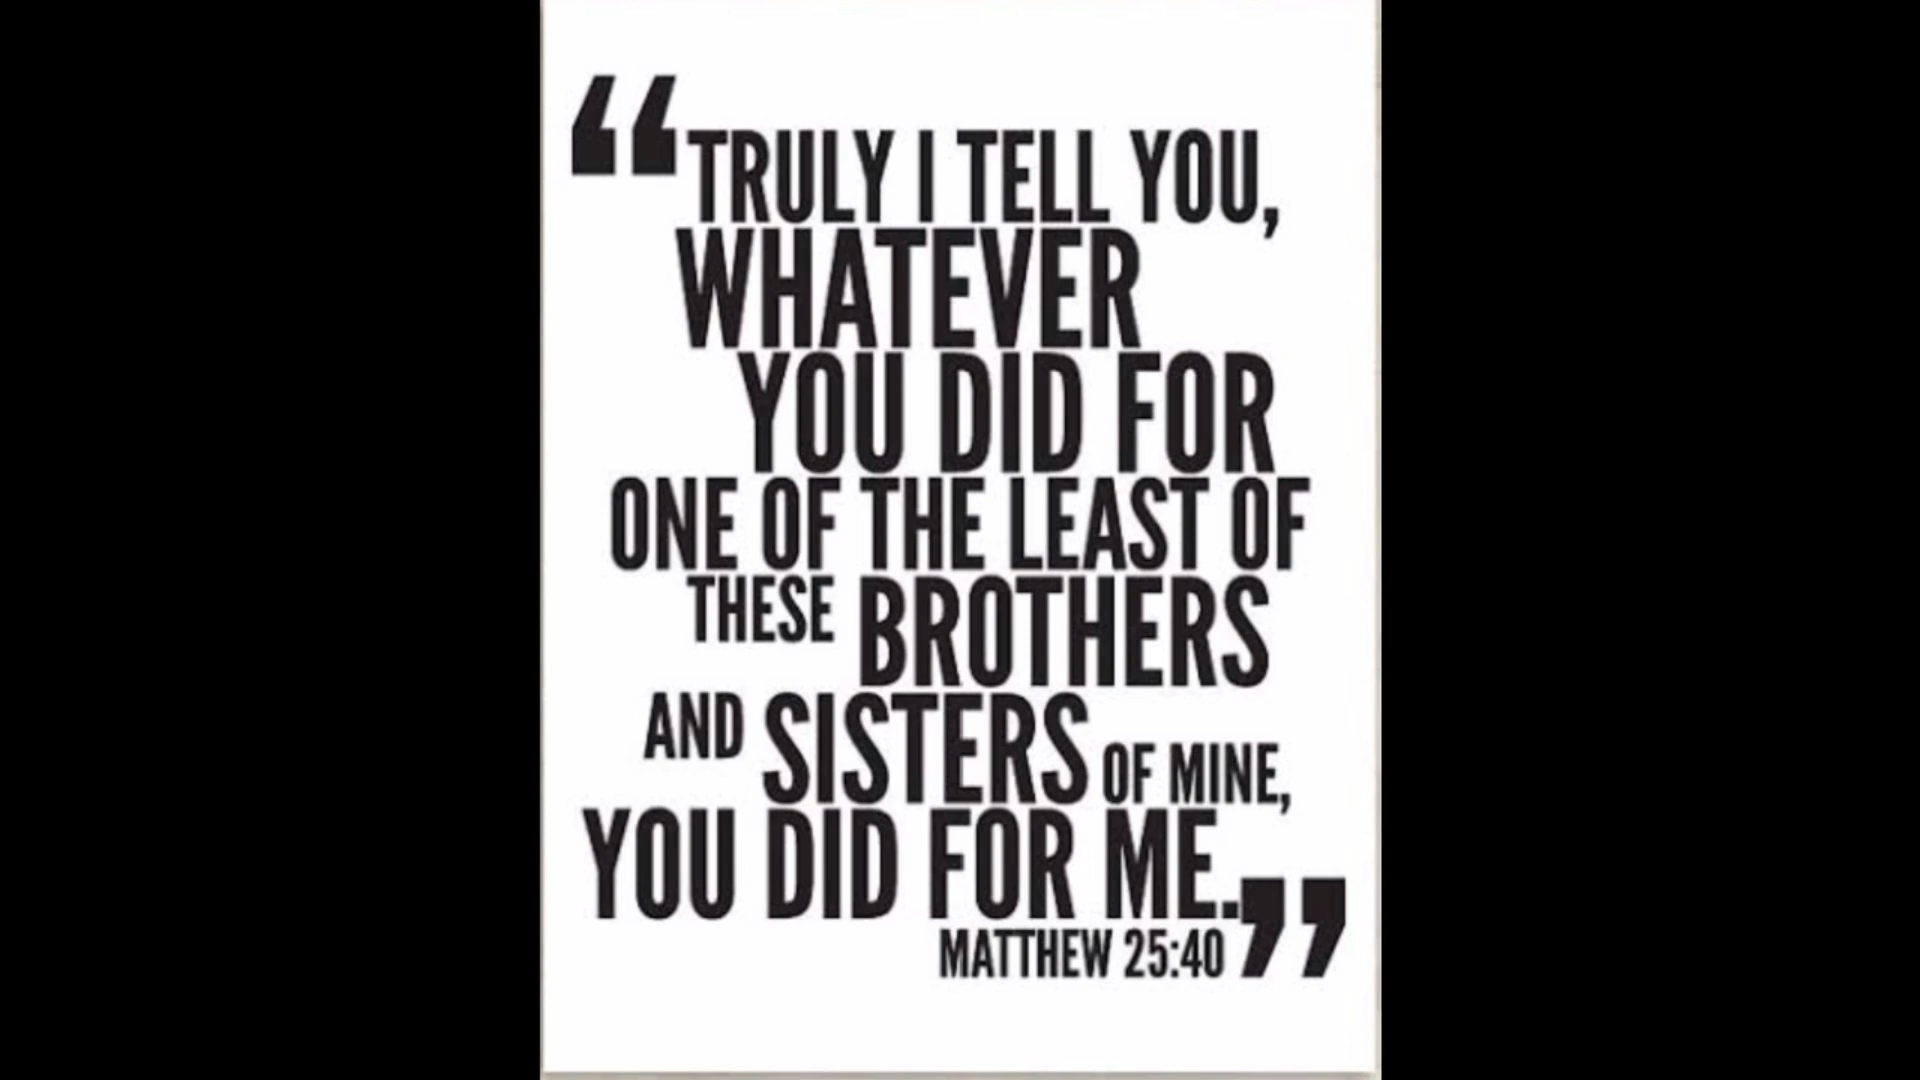 “TRULY I TELL YOU,
WHATEVER
YOU DID FOR
ONE OF THE LEAST OF
THESE BROTHERS
AND SISTERS OF MINE,
YOU DID FOR ME.”
MATTHEW 25:40